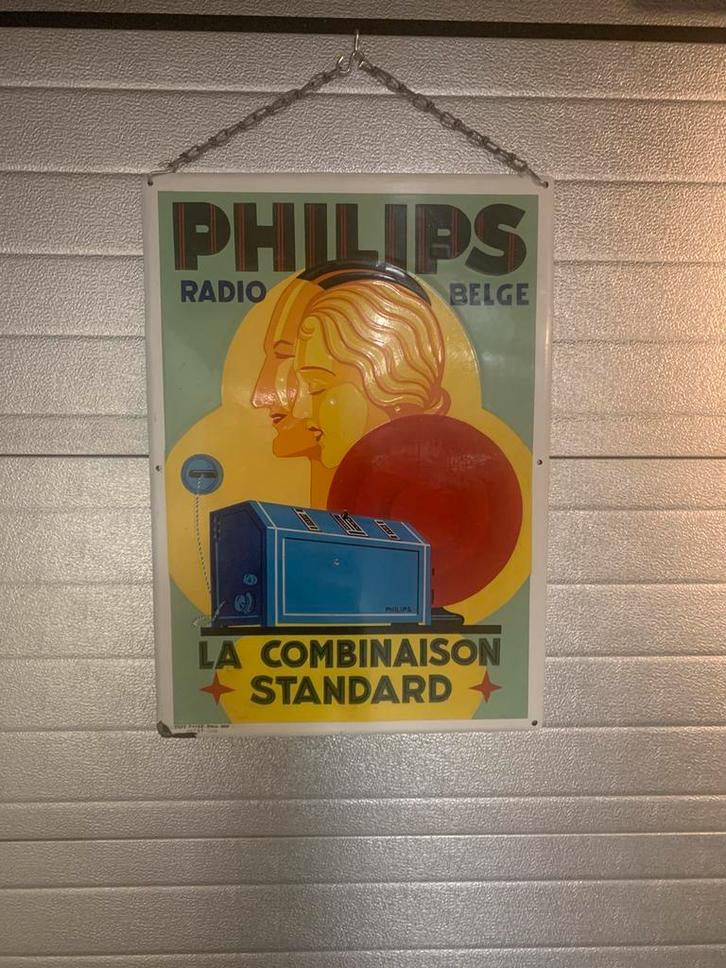 PHILIPS
RADIO BELGE
PHILIPS
LA COMBINAISON
STANDARD